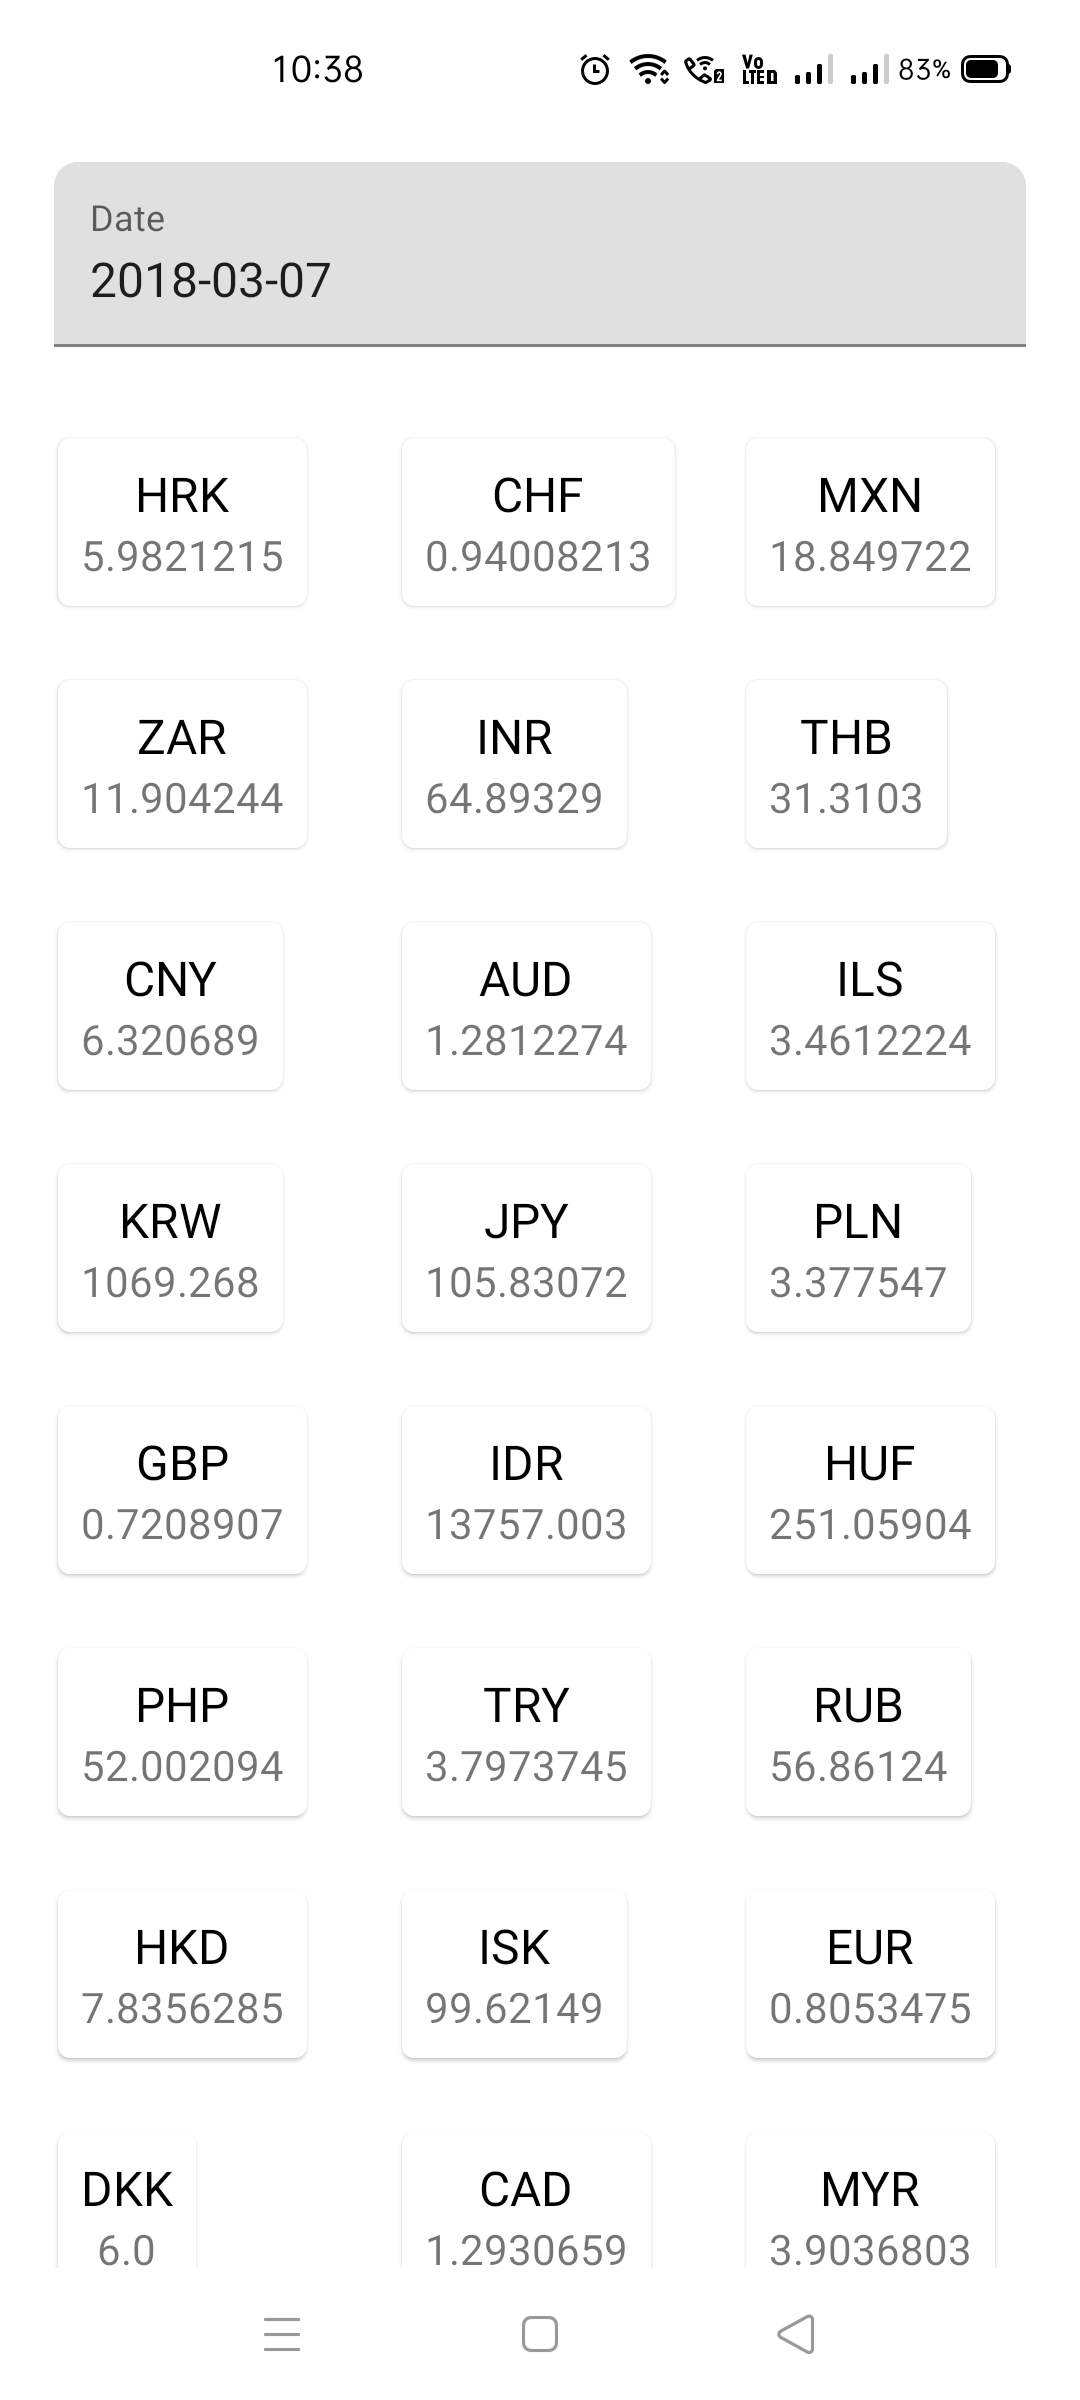 10:38
Vo
LTED
2
83%
Date
2018-03-07
HRK
5.9821215
CHF
0.94008213
MXN
18.849722
ZAR
11.904244
INR
64.89329
THB
31.3103
CNY
6.320689
AUD
1.2812274
ILS
3.4612224
KRW
1069.268
JPY
105.83072
PLN
3.377547
GBP
0.7208907
IDR
13757.003
HUF
251.05904
PHP
52.002094
TRY
3.7973745
RUB
56.86124
HKD
7.8356285
ISK
99.62149
EUR
0.8053475
DKK
6.0
CAD
1.2930659
MYR
3.9036803